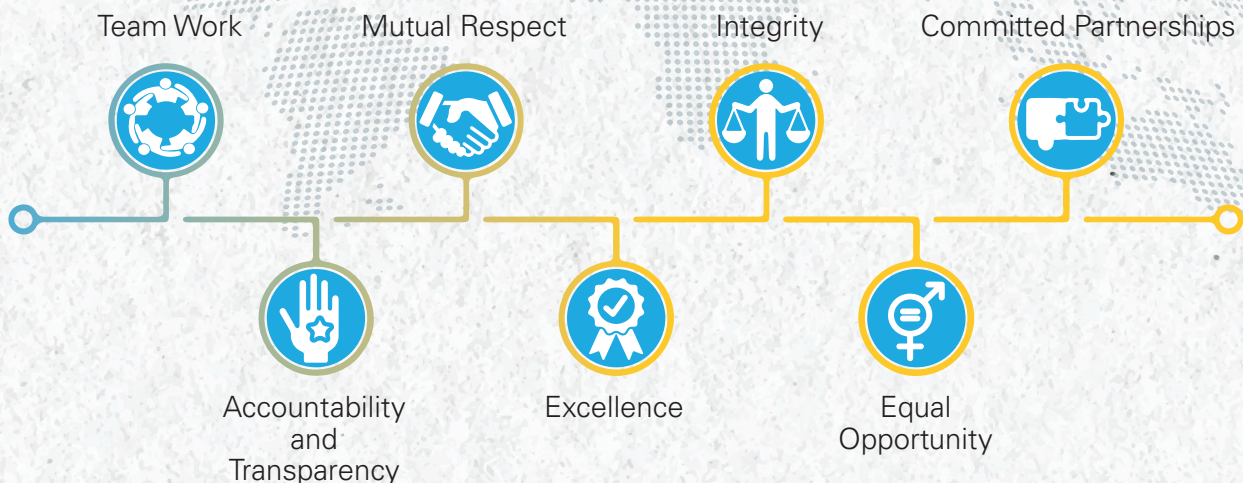 Team Work
Mutual Respect
Integrity
Committed Partnerships
Accountability
and
Transparency
Excellence
Equal
Opportunity